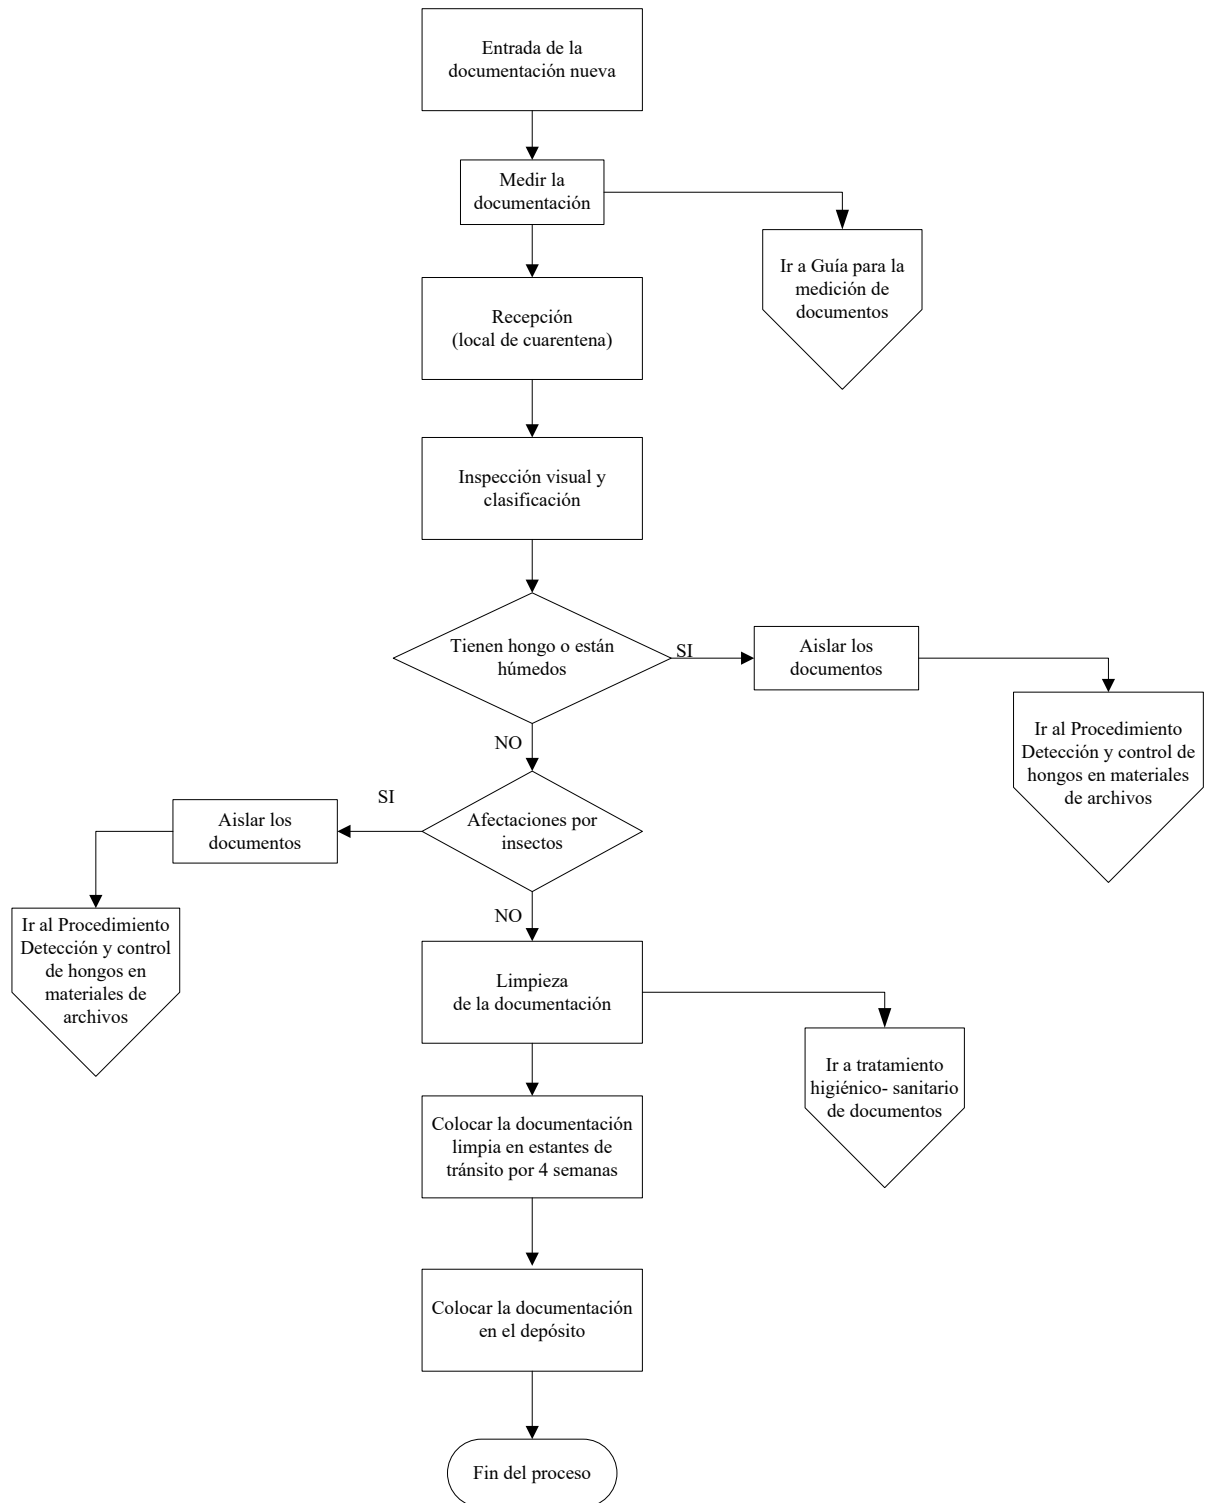 Entrada de la
documentación nueva
Medir la
documentación
Ir a Guía para la
medición de
documentos
Recepción
(local de cuarentena)
Inspección visual y
clasificación
Tienen hongo o están
húmedos
SI
Aislar los
documentos
Ir al Procedimiento
Detección y control de
hongos en materiales
de archivos
NO
Afectaciones por
insectos
SI
Aislar los
documentos
Ir al Procedimiento
Detección y control
de hongos en
materiales de
archivos
NO
Limpieza
de la documentación
Ir a tratamiento
higiénico- sanitario
de documentos
Colocar la documentación
limpia en estantes de
tránsito por 4 semanas
Colocar la documentación
en el depósito
Fin del proceso